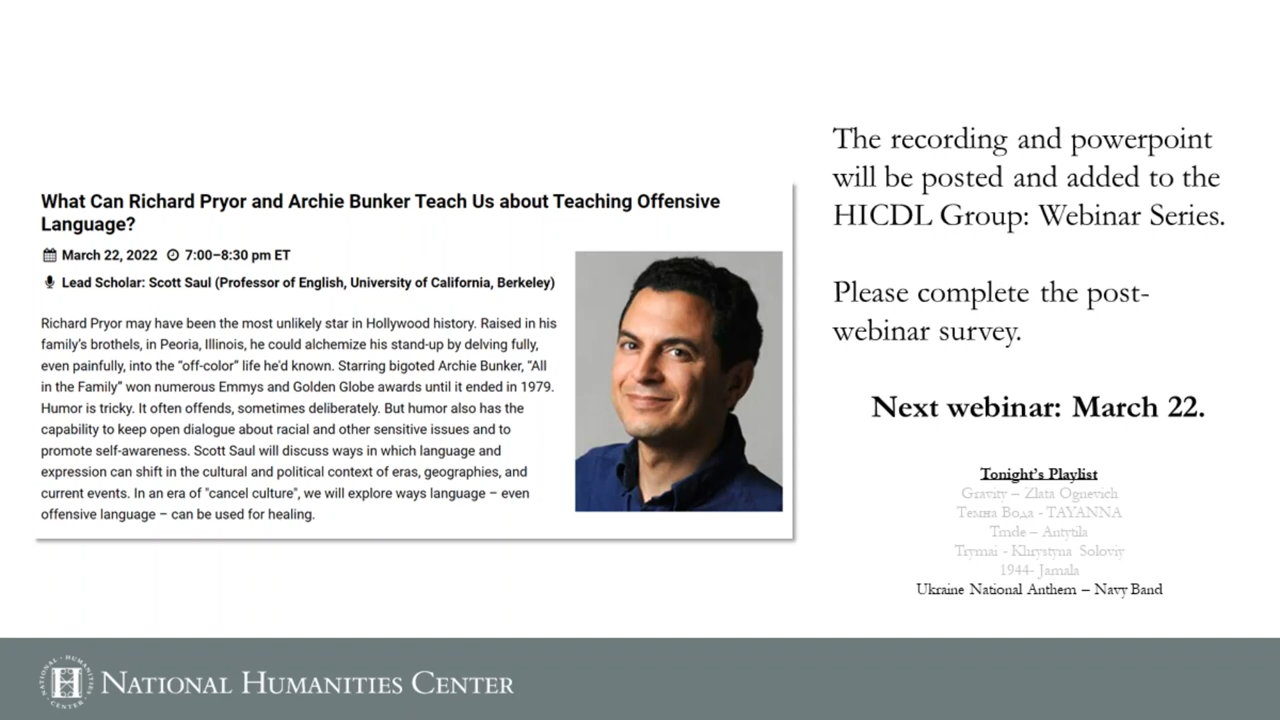 What Can Richard Pryor and Archie Bunker Teach Us about Teaching Offensive
Language?
March 22, 2022 7:00–8:30 pm ET
Lead Scholar: Scott Saul (Professor of English, University of California, Berkeley)
Richard Pryor may have been the most unlikely star in Hollywood history. Raised in his
family's brothels, in Peoria, Illinois, he could alchemize his stand-up by delving fully,
even painfully, into the “off-color” life he'd known. Starring bigoted Archie Bunker, “All
in the Family” won numerous Emmys and Golden Globe awards until it ended in 1979.
Humor is tricky. It often offends, sometimes deliberately. But humor also has the
capability to keep open dialogue about racial and other sensitive issues and to
promote self-awareness. Scott Saul will discuss ways in which language and
expression can shift in the cultural and political context of eras, geographies, and
current events. In an era of "cancel culture", we will explore ways language – even
offensive language – can be used for healing.
The recording and powerpoint
will be posted and added to the
HICDL Group: Webinar Series.
Please complete the post-
webinar survey.
Next webinar: March 22.
Tonight's Playlist
Gravity – Zlata Ognevich
Темна Вода - TAYANNA
– Antytila
Trymai - Khrystyna Soloviy
1944- Jamala
Ukraine National Anthem – Navy Band
NATIONAL HUMANITIES CENTER
NATIONAL HUMANITIES CENTER